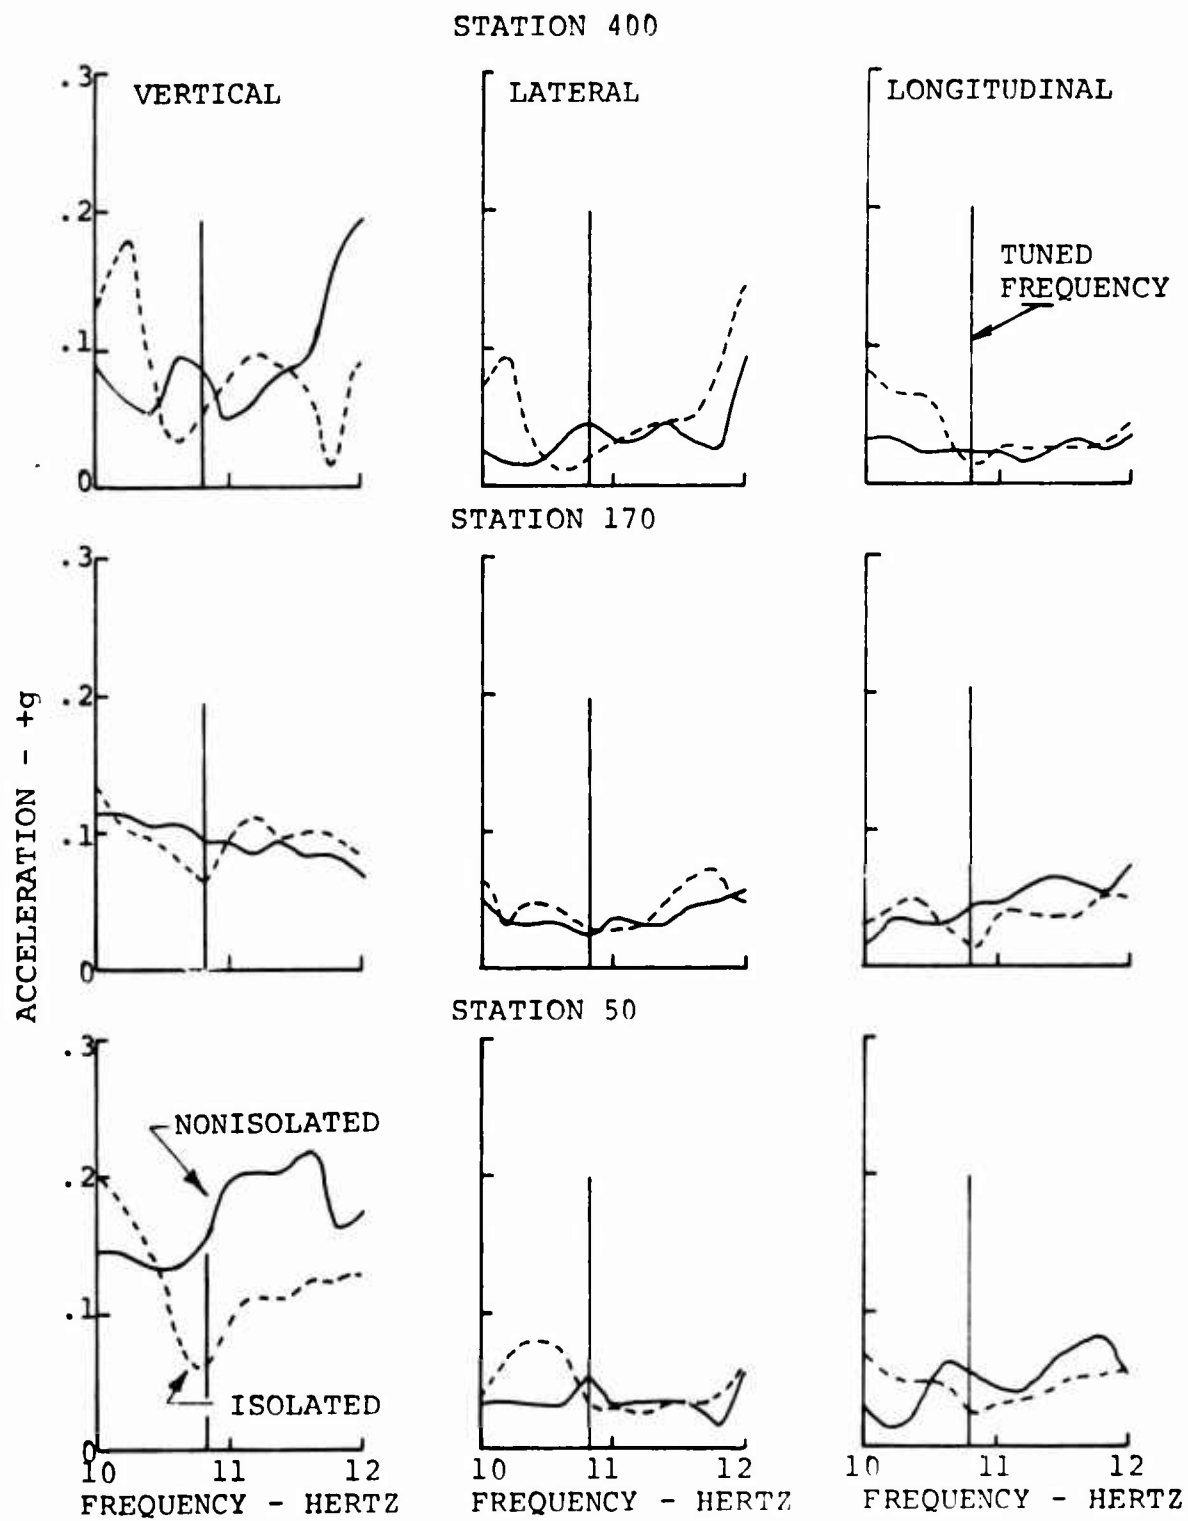 STATION 400
.3
VERTICAL
LATERAL
LONGITUDINAL
.2
TUNED
FREQUENCY
.1
0
STATION 170
.3
.2
.1
0
ACCELERATION - +g
STATION 50
.3
NONISOLATED
.2
.1
ISOLATED
0
10 11 12
10 11 12
10 11 12
FREQUENCY - HERTZ
FREQUENCY - HERTZ
FREQUENCY - HERTZ